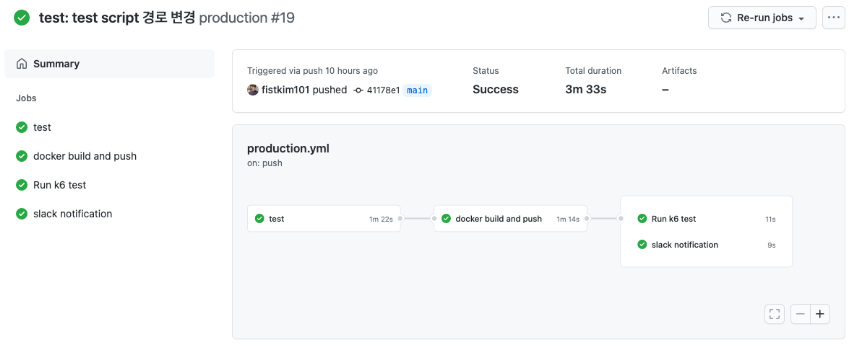 test: test script 경로 변경 production #19
Re-run jobs
Summary
Jobs
test
docker build and push
Run k6 test
slack notification
Triggered via push 10 hours ago
fistkim101 pushed 41178e1 main
Status
Success
Total duration
3m 33s
Artifacts
–
production.yml
on: push
test 1m 22s
docker build and push 1m 14s
Run k6 test 11s
slack notification 9s